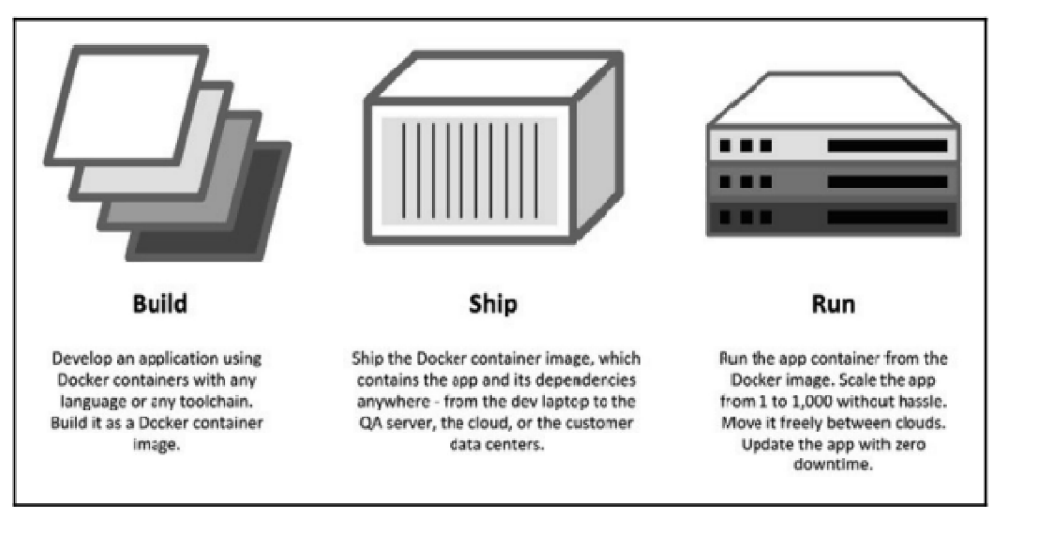 Build
Develop an application using
Docker containers with any
language or any toolchain.
Build it as a Docker container
image.
Ship
Ship the Docker container image, which
contains the app and its dependencies
anywhere - from the dev laptop to the
QA server, the cloud, or the customer
data centers.
Run
Run the app container from the
Docker image. Scale the app
from 1 to 1,000 without hassle.
Move it freely between clouds.
Update the app with zero
downtime.